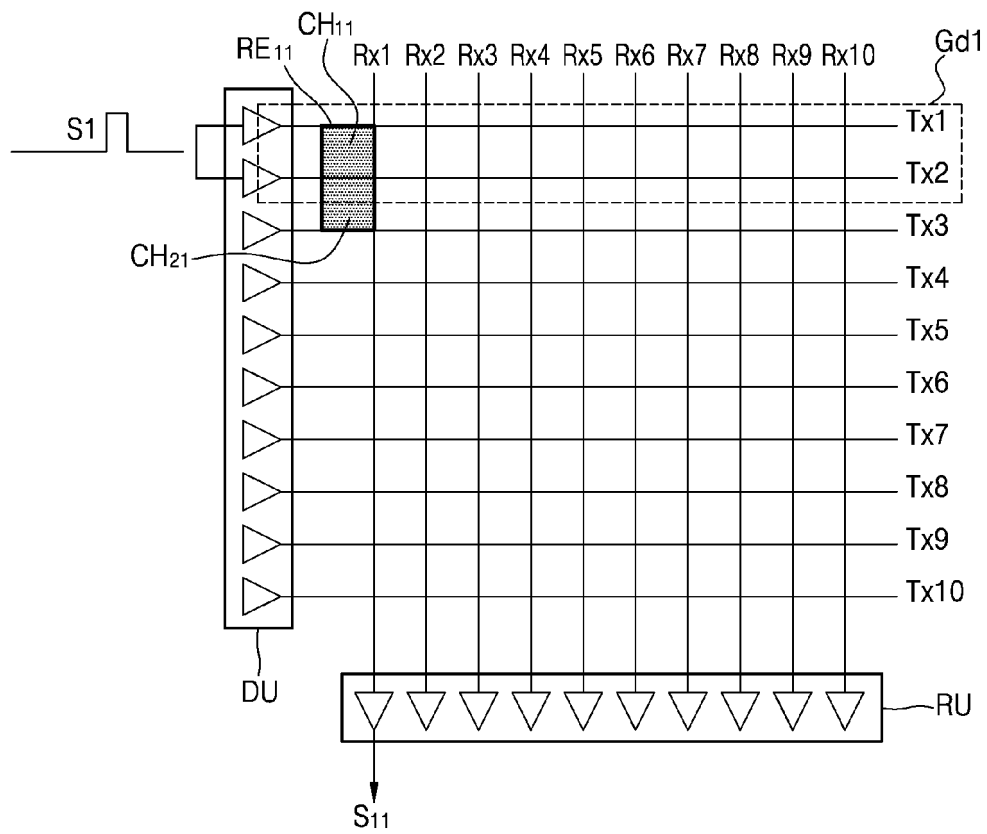 CH11
RE11
Rx1 Rx2 Rx3 Rx4 Rx5 Rx6 Rx7 Rx8 Rx9 Rx10
Gd1
S1
Tx1
Tx2
Tx3
CH21
Tx4
Tx5
Tx6
Tx7
Tx8
Tx9
Tx10
DU
RU
S11